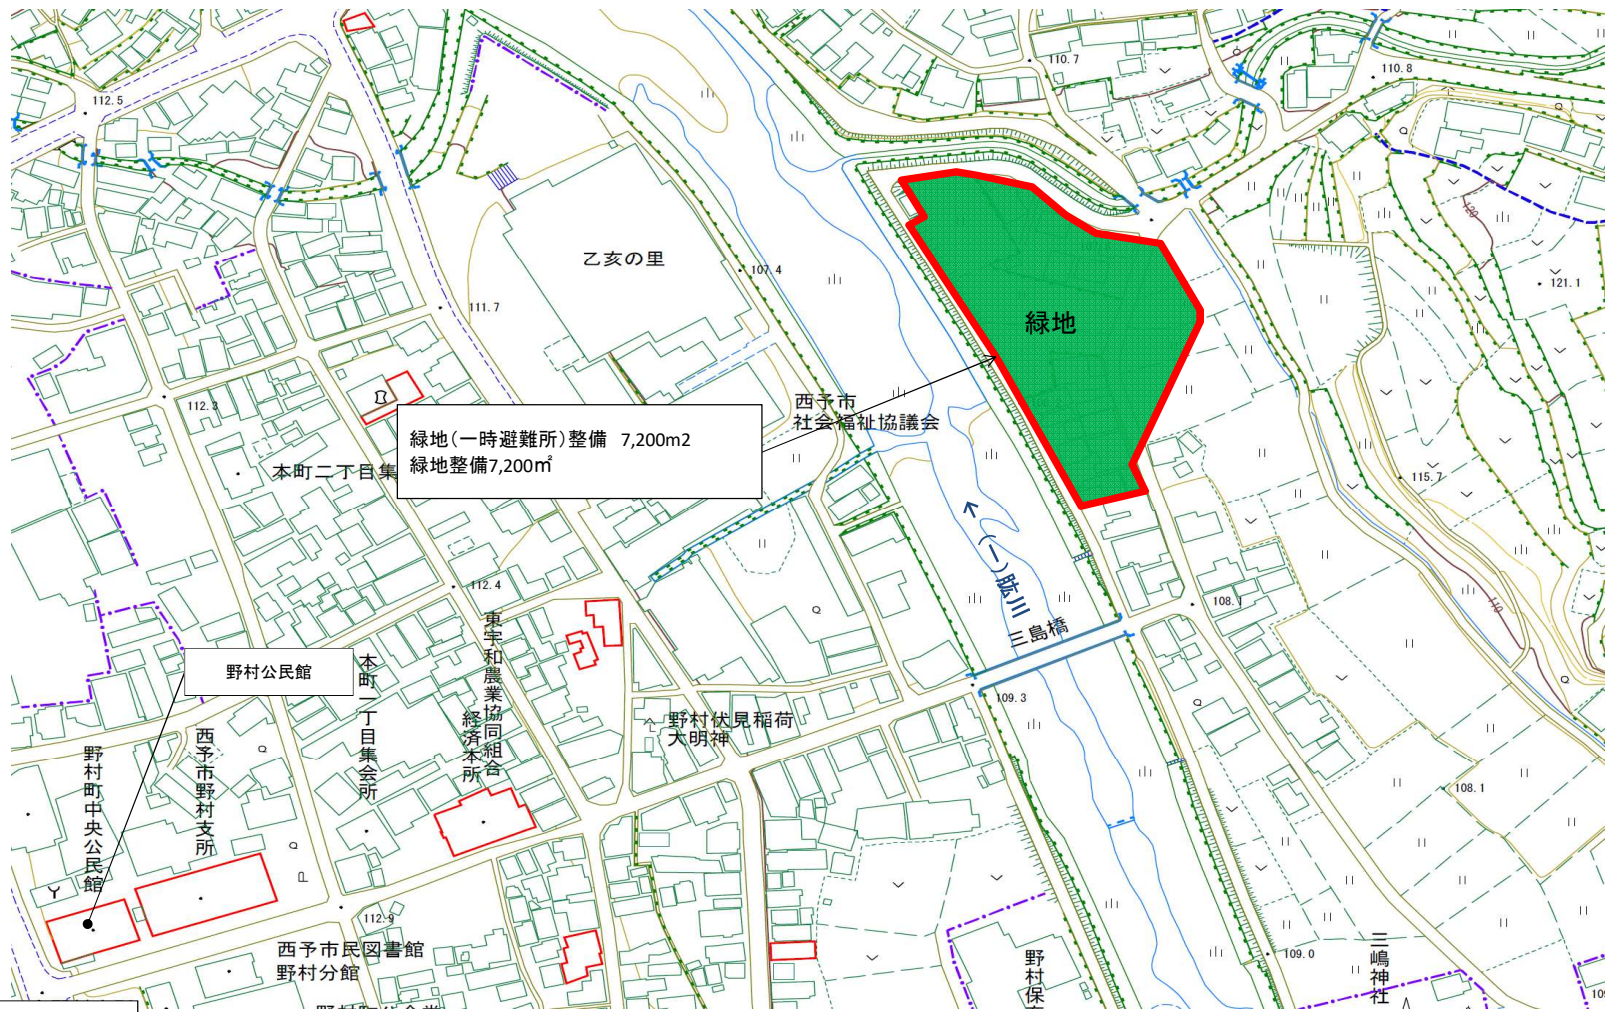 110.7
110.8
112.5
乙亥の里
107.4
121.1
111.7
緑地
120
西予市
社会福祉協議会
112.3
緑地(一時避難所)整備 7,200m2
緑地整備7,200㎡
本町二丁目集
115.7
←(一)肱川
112.4
108.1
110
三島橋
東宇和農業協同組合
経済本所
野村公民館
本町一丁目集会所
109.3
野村伏見稲荷
大明神
西予市野村支所
野村町中央公民館
108.1
112.9
西予市民図書館
野村分館
109.0
三嶋神社
野村保